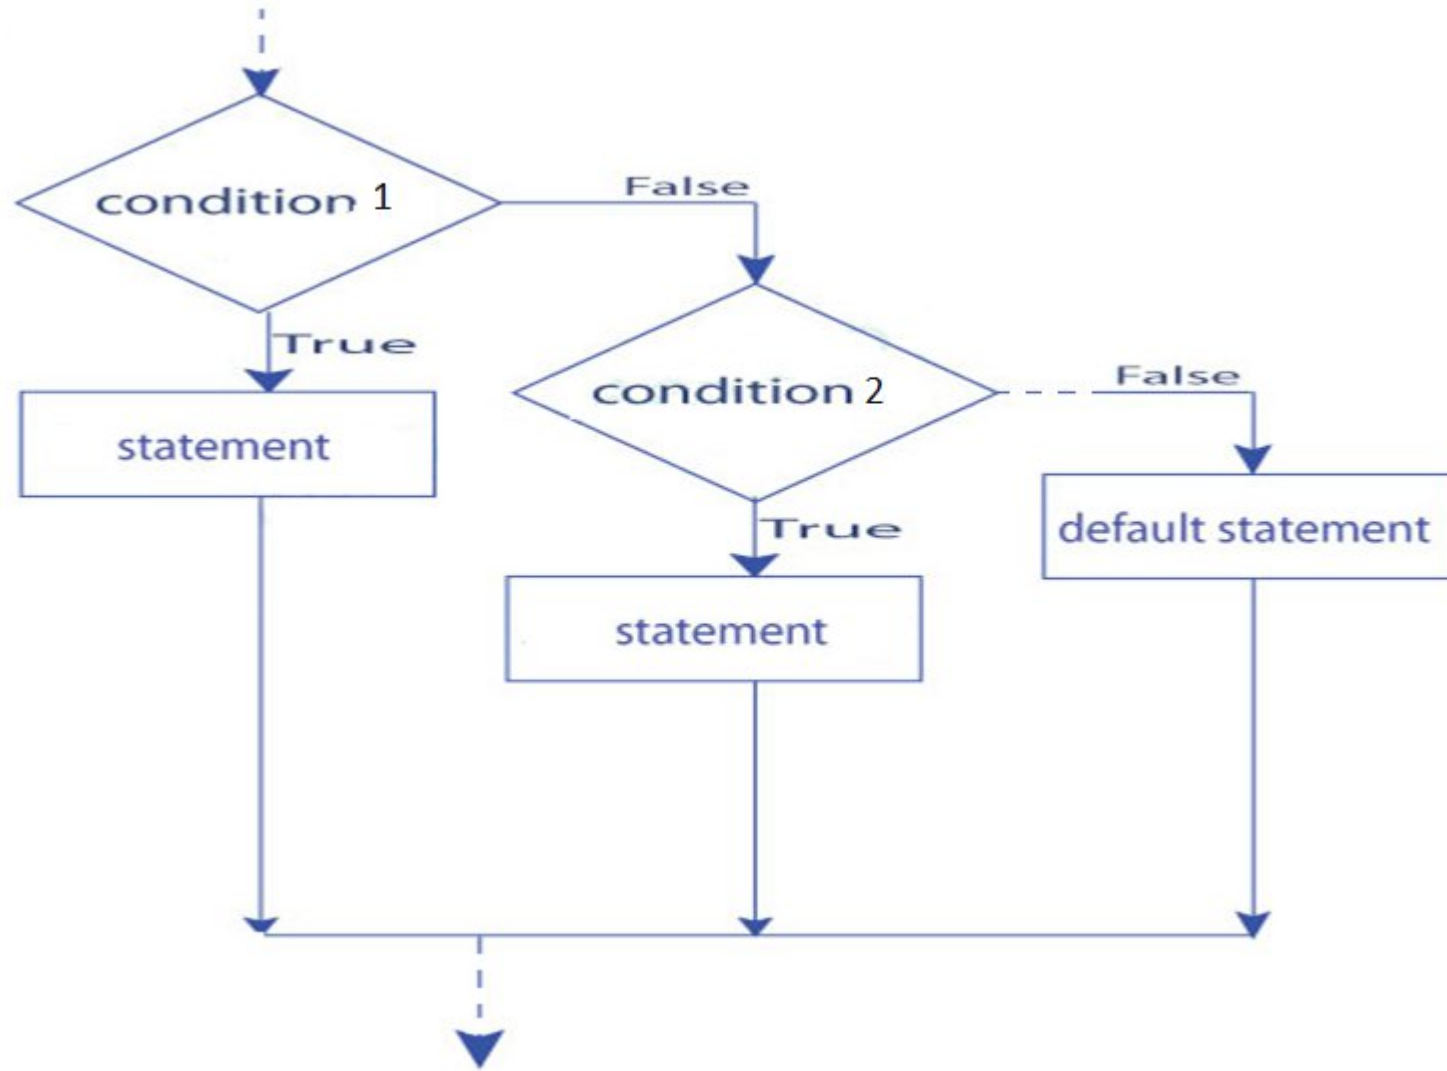 condition 1
False
True
statement
condition 2
False
True
statement
default statement